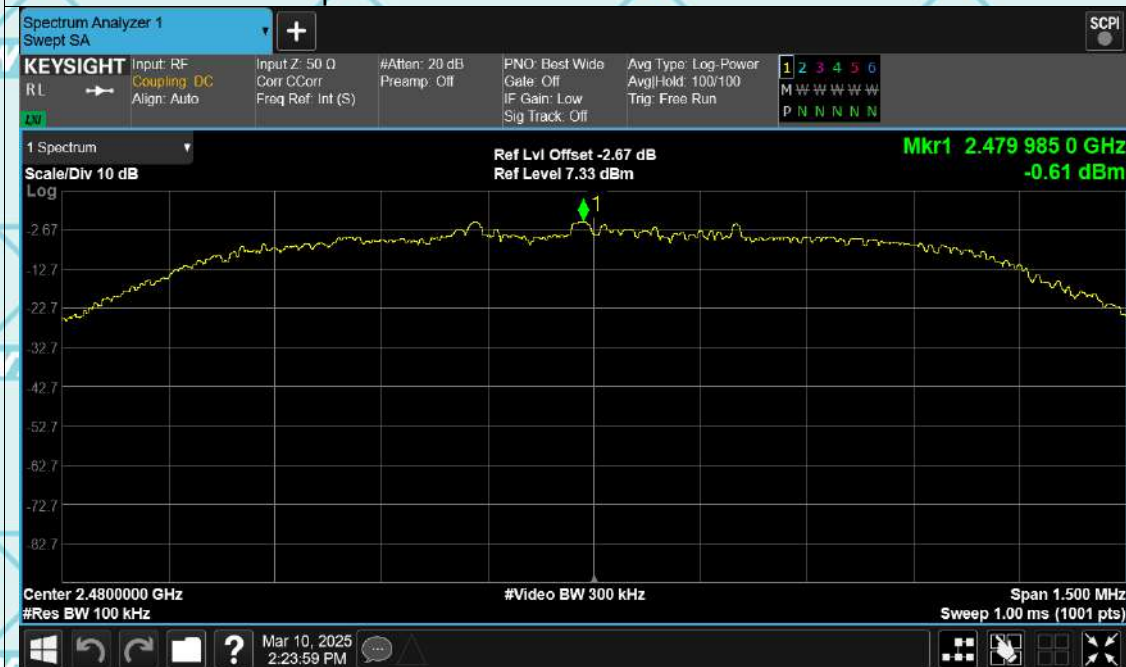 Spectrum Analyzer 1
Swept SA
+
SCPI
KEYSIGHT
RL
LXI
Input: RF
Coupling: DC
Align: Auto
Input Z: 50 Ω
Corr CCorr
Freq Ref: Int (S)
#Atten: 20 dB
Preamp: Off
PNO: Best Wide
Gate: Off
IF Gain: Low
Sig Track: Off
Avg Type: Log-Power
Avg|Hold: 100/100
Trig: Free Run
1 2 3 4 5 6
M W W W W W
P N N N N N
1 Spectrum
Scale/Div 10 dB
Log
Ref Lvl Offset -2.67 dB
Ref Level 7.33 dBm
Mkr1 2.479 985 0 GHz
-0.61 dBm
1
-2.67
-12.7
-22.7
-32.7
-42.7
-52.7
-62.7
-72.7
-82.7
Center 2.4800000 GHz
#Video BW 300 kHz
Span 1.500 MHz
#Res BW 100 kHz
Sweep 1.00 ms (1001 pts)
?
Mar 10, 2025
2:23:59 PM